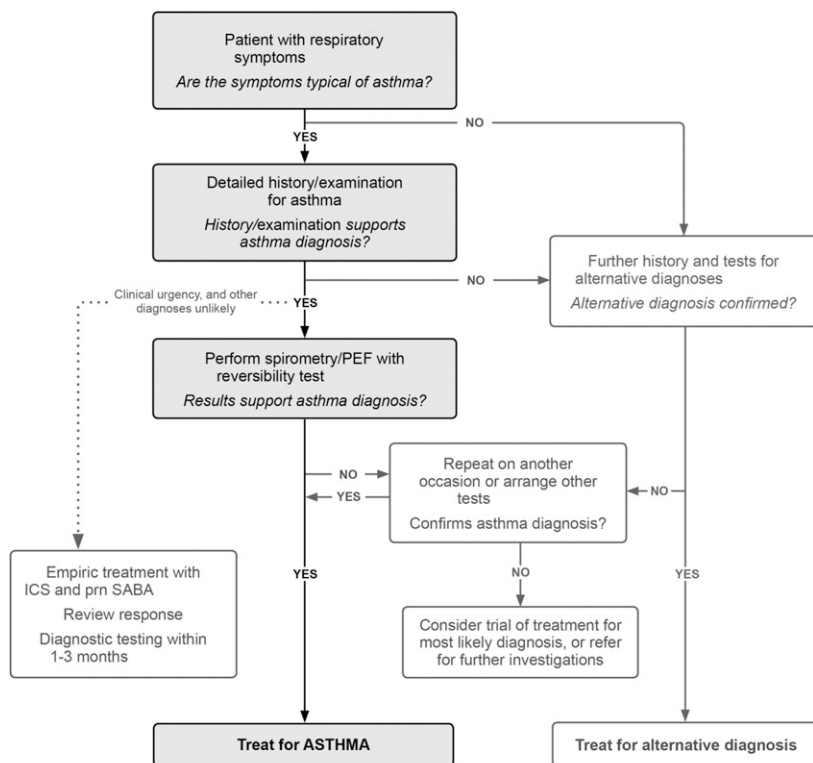 Patient with respiratory
symptoms
Are the symptoms typical of asthma?
NO
YES
Detailed history/examination
for asthma
History/examination supports
asthma diagnosis?
Further history and tests for
alternative diagnoses
Alternative diagnosis confirmed?
NO
Clinical urgency, and other
diagnoses unlikely
YES
Perform spirometry/PEF with
reversibility test
Results support asthma diagnosis?
Repeat on another
occasion or arrange other
tests
Confirms asthma diagnosis?
NO
YES
NO
Empiric treatment with
ICS and prn SABA
Review response
Diagnostic testing within
1-3 months
YES
NO
YES
Consider trial of treatment for
most likely diagnosis, or refer
for further investigations
Treat for ASTHMA
Treat for alternative diagnosis